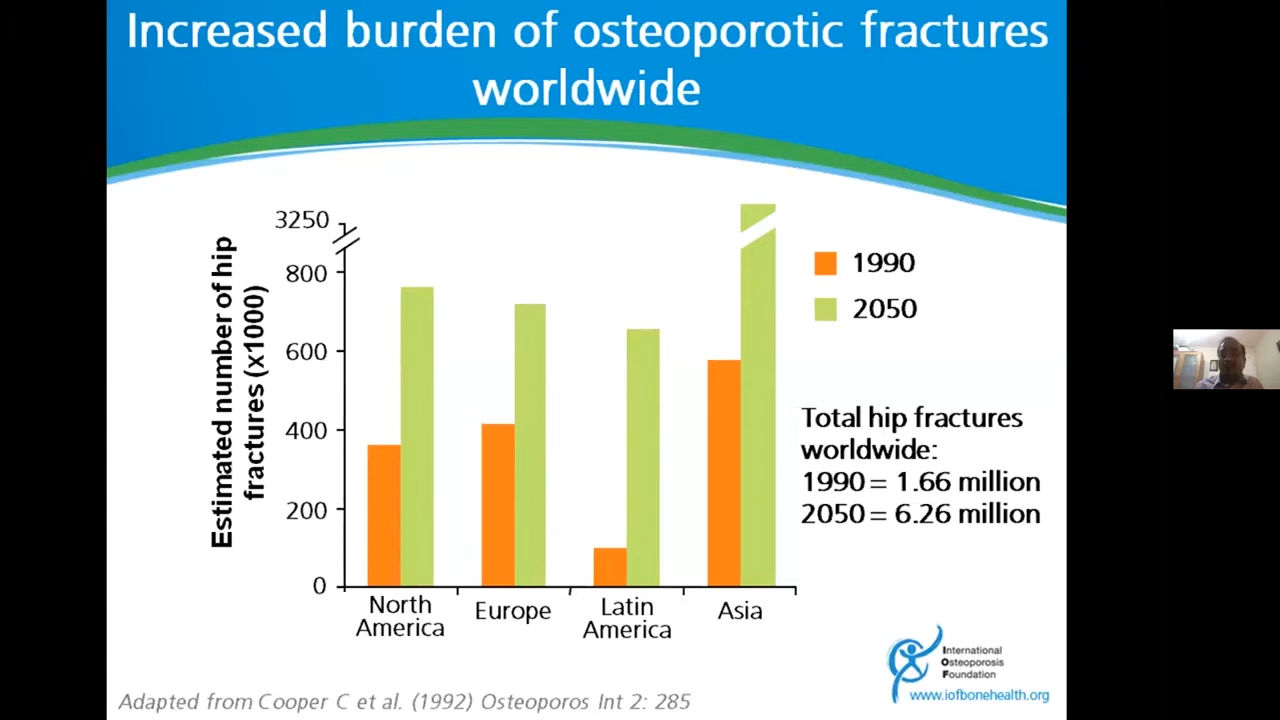 Increased burden of osteoporotic fractures
worldwide
Estimated number of hip
fractures (x1000)
3250
800
600
400
200
0
North
America
Europe
Latin
America
Asia
1990
2050
Total hip fractures
worldwide:
1990 = 1.66 million
2050 = 6.26 million
International
Osteoporosis
Foundation
www.iofbonehealth.org
Adapted from Cooper C et al. (1992) Osteoporos Int 2: 285